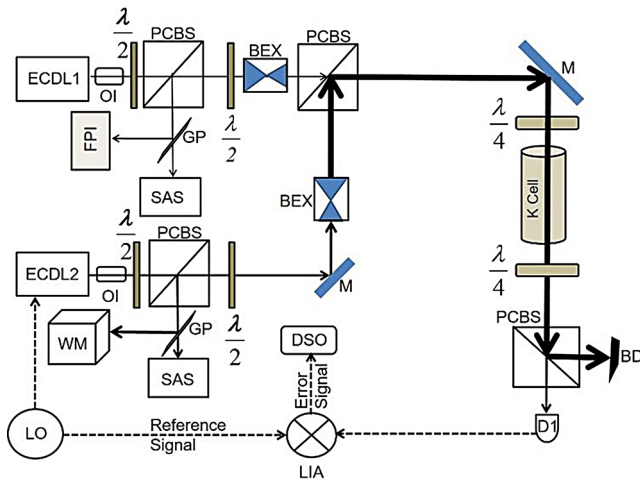 λ/2
PCBS
BEX
PCBS
ECDL1
OI
M
GP
λ/2
FPI
λ/4
SAS
K Cell
BEX
λ/2
PCBS
λ/4
ECDL2
OI
M
PCBS
GP
λ/2
WM
DSO
BD
SAS
Error
Signal
D1
LO
Reference
Signal
LIA